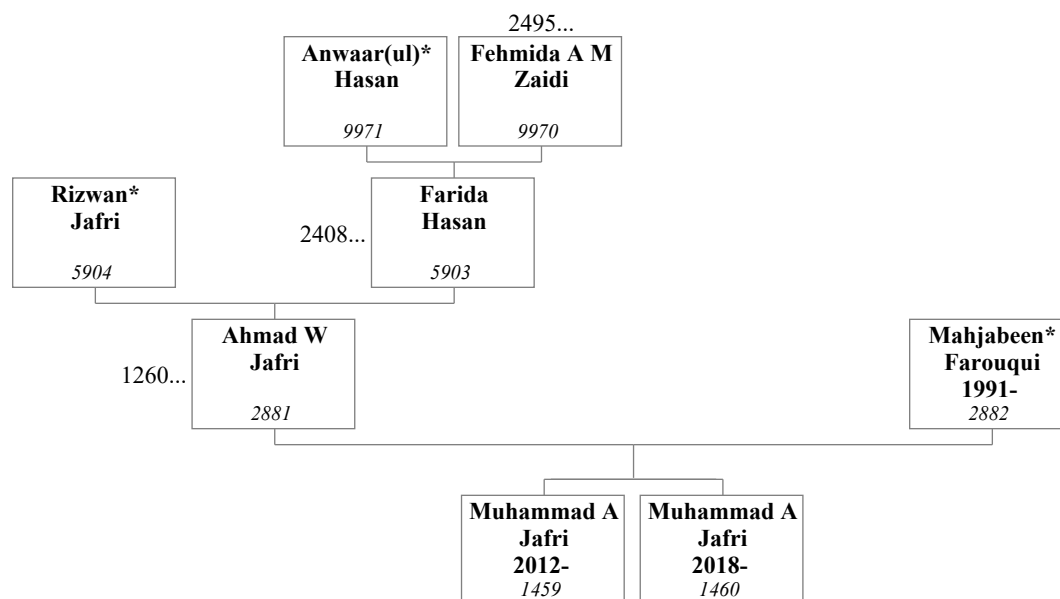 2495...
Anwaar(ul)*
Hasan
9971
Fehmida A M
Zaidi
9970
Rizwan*
Jafri
5904
2408...
Farida
Hasan
5903
1260...
Ahmad W
Jafri
2881
Mahjabeen*
Farouqui
1991-
2882
Muhammad A
Jafri
2012-
1459
Muhammad A
Jafri
2018-
1460